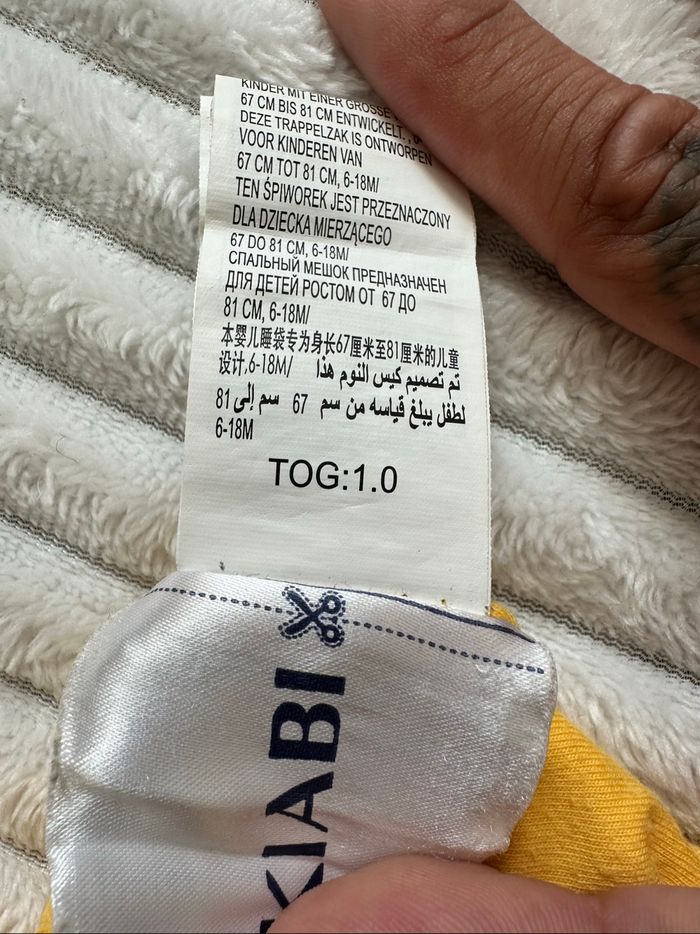 KINDER MIT EINER GROSSE
67 CM BIS 81 CM ENTWICKELT. , 6-
DEZE TRAPPELZAK IS ONTWORPEN
VOOR KINDEREN VAN
67 CM TOT 81 CM, 6-18M/
TEN ŚPIWOREK JEST PRZEZNACZONY
DLA DZIECKA MIERZĄCEGO
67 DO 81 CM, 6-18M/
СПАЛЬНЫЙ МЕШОК ПРЕДНАЗНАЧЕН
ДЛЯ ДЕТЕЙ РОСТОМ ОТ 67 ДО
81 СМ, 6-18M/
本婴儿睡袋专为身长67厘米至81厘米的儿童
设计,6-18M/ تم تصميم كيس النوم هذا
لطفل يبلغ قياسه من سم 67 سم إلى 81
6-18M
TOG:1.0
KIABI